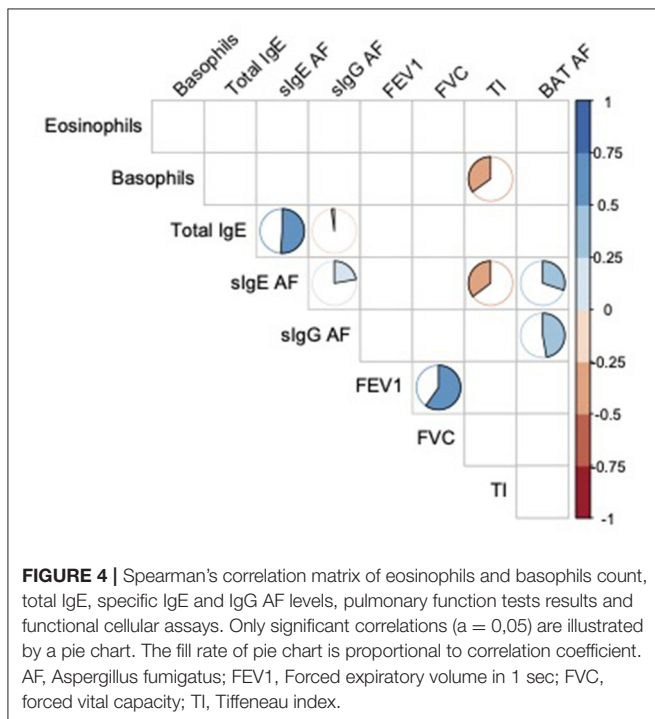 Basophils
Total IgE
sIgE AF
sIgG AF
FEV1
FVC
TI
BAT AF
1
Eosinophils
0.75
Basophils
0.5
Total IgE
0.25
sIgE AF
0
sIgG AF
-0.25
FEV1
-0.5
FVC
-0.75
TI
-1
FIGURE 4 | Spearman's correlation matrix of eosinophils and basophils count,
total IgE, specific IgE and IgG AF levels, pulmonary function tests results and
functional cellular assays. Only significant correlations (a = 0,05) are illustrated
by a pie chart. The fill rate of pie chart is proportional to correlation coefficient.
AF, Aspergillus fumigatus; FEV1, Forced expiratory volume in 1 sec; FVC,
forced vital capacity; TI, Tiffeneau index.